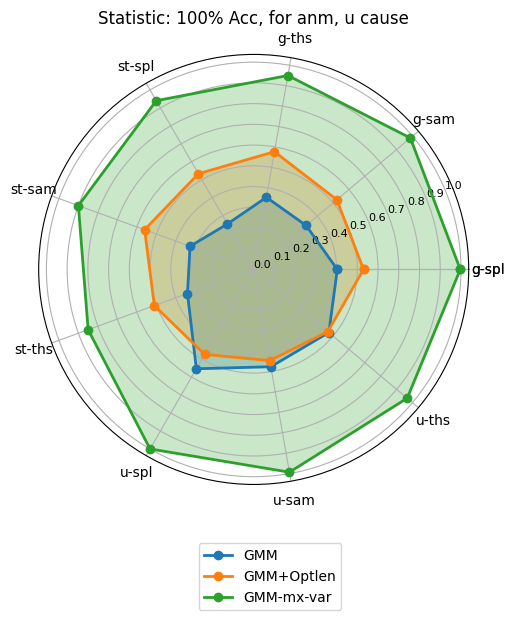 Statistic: 100% Acc, for anm, u cause
g-ths
st-spl
g-sam
st-sam
0.0 0.1 0.2 0.3 0.4 0.5 0.6 0.7 0.8 0.9 1.0
g-spl
st-ths
u-ths
u-spl
u-sam
GMM
GMM+Optlen
GMM-mx-var